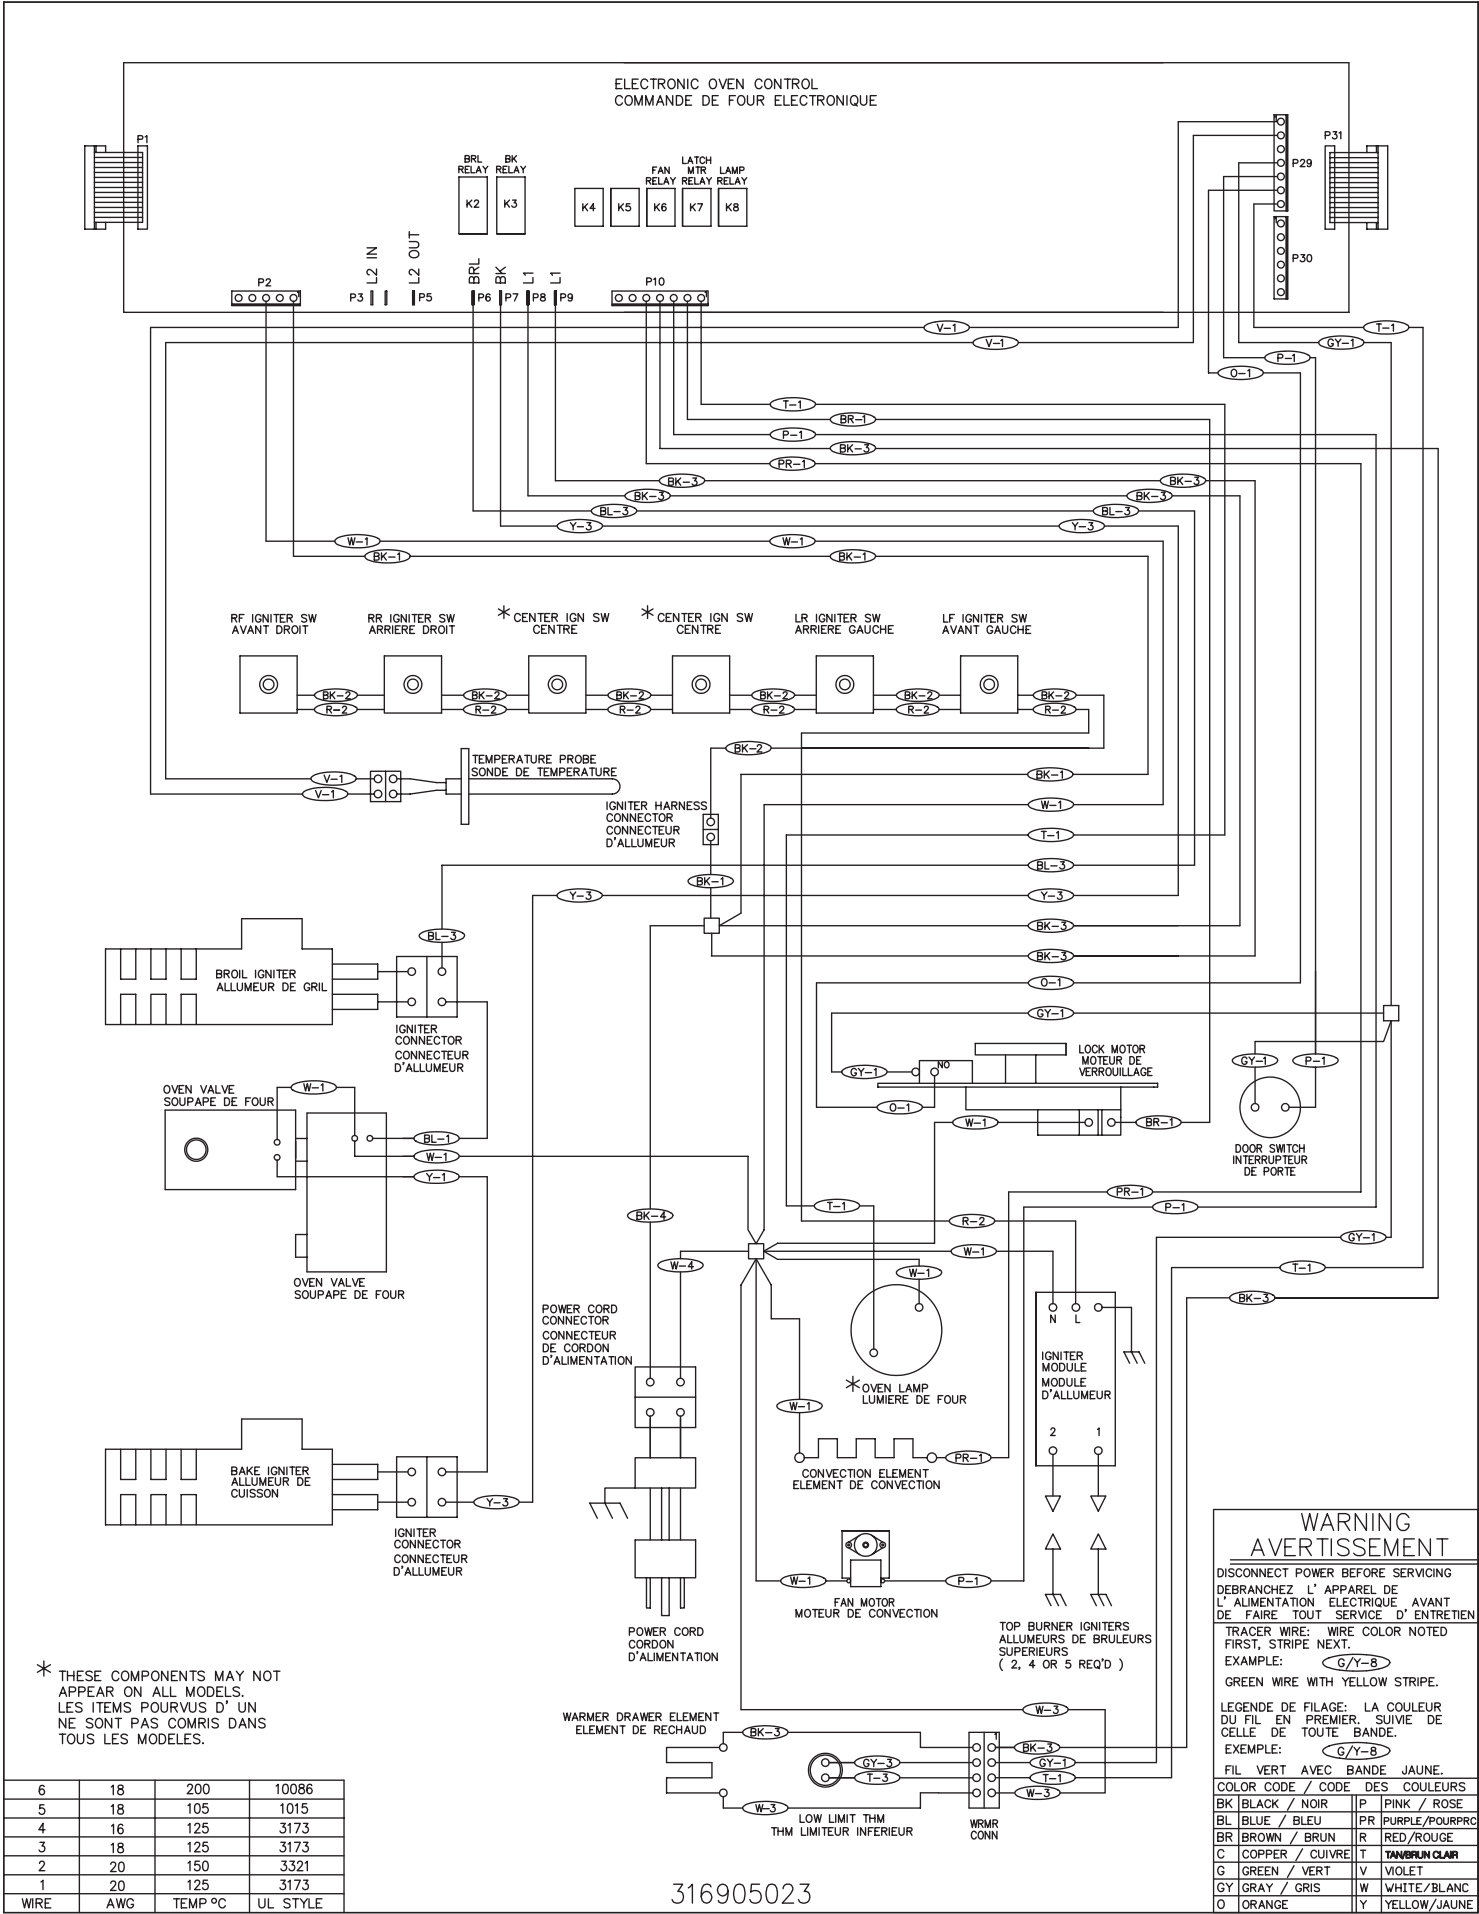 ELECTRONIC OVEN CONTROL
COMMANDE DE FOUR ELECTRONIQUE
P1
P31
P29
P30
BRL
RELAY
BK
RELAY
FAN
RELAY
LATCH
MTR
RELAY
LAMP
RELAY
K2
K3
K4
K5
K6
K7
K8
L2 IN
L2 OUT
BRL
BK
L1
L1
P2
P3
P5
P6
P7
P8
P9
P10
V-1
T-1
V-1
GY-1
P-1
O-1
T-1
BR-1
P-1
BK-3
PR-1
BK-3
BK-3
BK-3
BK-3
BL-3
BL-3
Y-3
Y-3
W-1
W-1
BK-1
BK-1
RF IGNITER SW
AVANT DROIT
RR IGNITER SW
ARRIERE DROIT
* CENTER IGN SW
CENTRE
* CENTER IGN SW
CENTRE
LR IGNITER SW
ARRIERE GAUCHE
LF IGNITER SW
AVANT GAUCHE
BK-2
BK-2
BK-2
BK-2
BK-2
BK-2
R-2
R-2
R-2
R-2
R-2
R-2
BK-2
TEMPERATURE PROBE
SONDE DE TEMPERATURE
V-1
V-1
BK-1
W-1
IGNITER HARNESS
CONNECTOR
CONNECTEUR
D'ALLUMEUR
T-1
BL-3
BK-1
Y-3
Y-3
BK-3
BL-3
BK-3
BROIL IGNITER
ALLUMEUR DE GRIL
O-1
GY-1
IGNITER
CONNECTOR
CONNECTEUR
D'ALLUMEUR
NO
LOCK MOTOR
MOTEUR DE
VERROUILLAGE
GY-1
GY-1
P-1
OVEN VALVE
SOUPAPE DE FOUR
W-1
O-1
W-1
BR-1
BL-1
W-1
Y-1
DOOR SWITCH
INTERRUPTEUR
DE PORTE
PR-1
T-1
P-1
BK-4
R-2
GY-1
W-1
W-4
W-1
T-1
OVEN VALVE
SOUPAPE DE FOUR
BK-3
POWER CORD
CONNECTOR
CONNECTEUR
DE CORDON
D'ALIMENTATION
N
L
IGNITER
MODULE
MODULE
D'ALLUMEUR
* OVEN LAMP
LUMIERE DE FOUR
W-1
2
1
PR-1
CONVECTION ELEMENT
ELEMENT DE CONVECTION
BAKE IGNITER
ALLUMEUR DE
CUISSON
Y-3
IGNITER
CONNECTOR
CONNECTEUR
D'ALLUMEUR
W-1
P-1
FAN MOTOR
MOTEUR DE CONVECTION
POWER CORD
CORDON
D'ALIMENTATION
TOP BURNER IGNITERS
ALLUMEURS DE BRULEURS
SUPERIEURS
( 2, 4 OR 5 REQ'D )
* THESE COMPONENTS MAY NOT
APPEAR ON ALL MODELS.
LES ITEMS POURVUS D' UN
NE SONT PAS COMRIS DANS
TOUS LES MODELES.
WARMER DRAWER ELEMENT
ELEMENT DE RECHAUD
W-3
BK-3
1
BK-3
GY-3
GY-1
T-3
T-1
W-3
W-3
LOW LIMIT THM
THM LIMITEUR INFERIEUR
WRMR
CONN
6 18 200 10086
5 18 105 1015
4 16 125 3173
3 18 125 3173
2 20 150 3321
1 20 125 3173
WIRE AWG TEMP °C UL STYLE
316905023
WARNING
AVERTISSEMENT
DISCONNECT POWER BEFORE SERVICING
DEBRANCHEZ L' APPAREL DE
L' ALIMENTATION ELECTRIQUE AVANT
DE FAIRE TOUT SERVICE D' ENTRETIEN
TRACER WIRE: WIRE COLOR NOTED
FIRST, STRIPE NEXT.
EXAMPLE: G/Y-8
GREEN WIRE WITH YELLOW STRIPE.
LEGENDE DE FILAGE: LA COULEUR
DU FIL EN PREMIER. SUIVIE DE
CELLE DE TOUTE BANDE.
EXEMPLE: G/Y-8
FIL VERT AVEC BANDE JAUNE.
COLOR CODE / CODE DES COULEURS
BK BLACK / NOIR P PINK / ROSE
BL BLUE / BLEU PR PURPLE/POURPRC
BR BROWN / BRUN R RED/ROUGE
C COPPER / CUIVRE T TAN/BRUN CLAIR
G GREEN / VERT V VIOLET
GY GRAY / GRIS W WHITE/BLANC
O ORANGE Y YELLOW/JAUNE